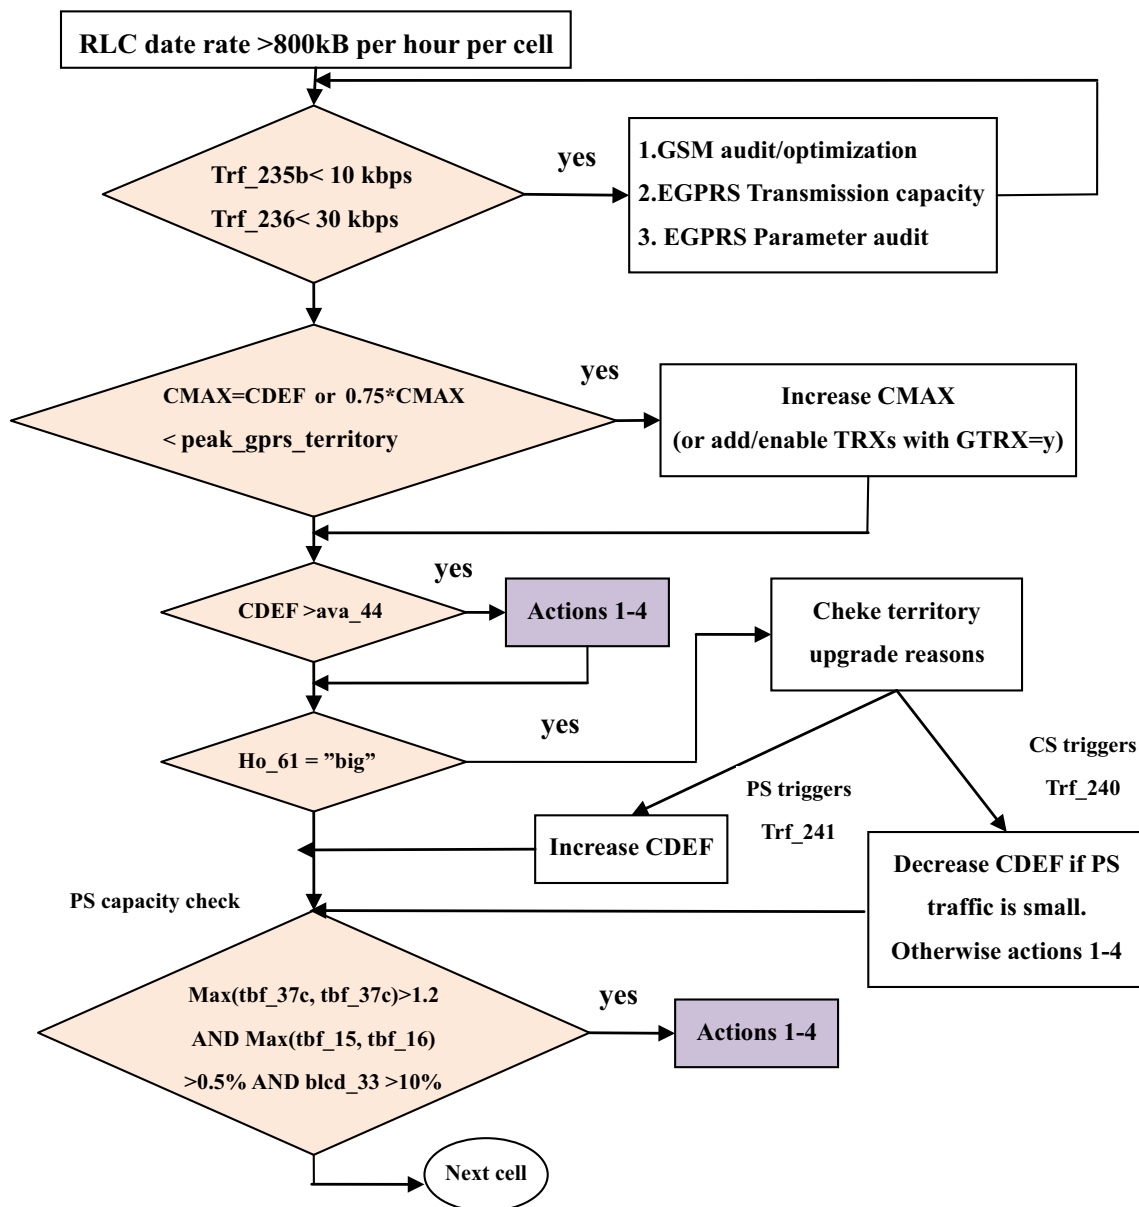 RLC date rate >800kB per hour per cell
Trf_235b< 10 kbps
Trf_236< 30 kbps
yes
1.GSM audit/optimization
2.EGPRS Transmission capacity
3. EGPRS Parameter audit
CMAX=CDEF or 0.75*CMAX
< peak_gprs_territory
yes
Increase CMAX
(or add/enable TRXs with GTRX=y)
CDEF >ava_44
yes
Actions 1-4
Ho_61 = ”big”
yes
Cheke territory
upgrade reasons
PS triggers
Trf_241
CS triggers
Trf_240
Increase CDEF
Decrease CDEF if PS
traffic is small.
Otherwise actions 1-4
PS capacity check
Max(tbf_37c, tbf_37c)>1.2
AND Max(tbf_15, tbf_16)
>0.5% AND blcd_33 >10%
yes
Actions 1-4
Next cell